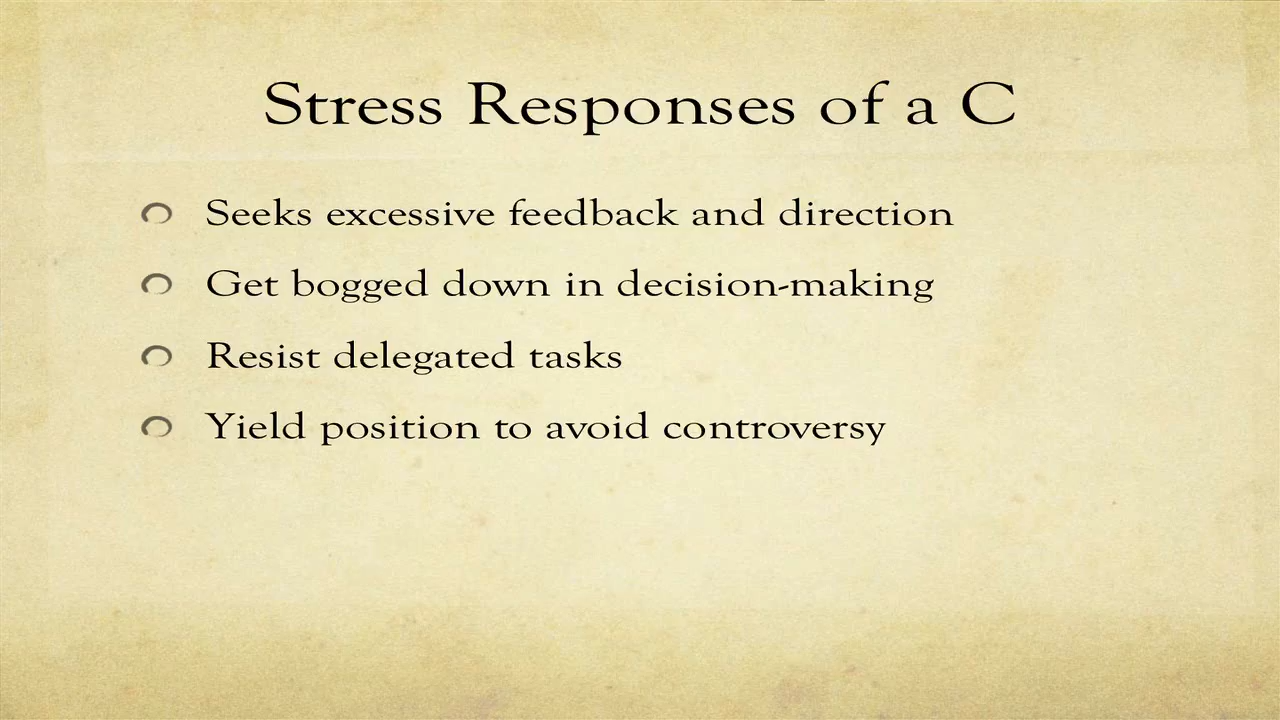 Stress Responses of a C
Seeks excessive feedback and direction
Get bogged down in decision-making
Resist delegated tasks
Yield position to avoid controversy